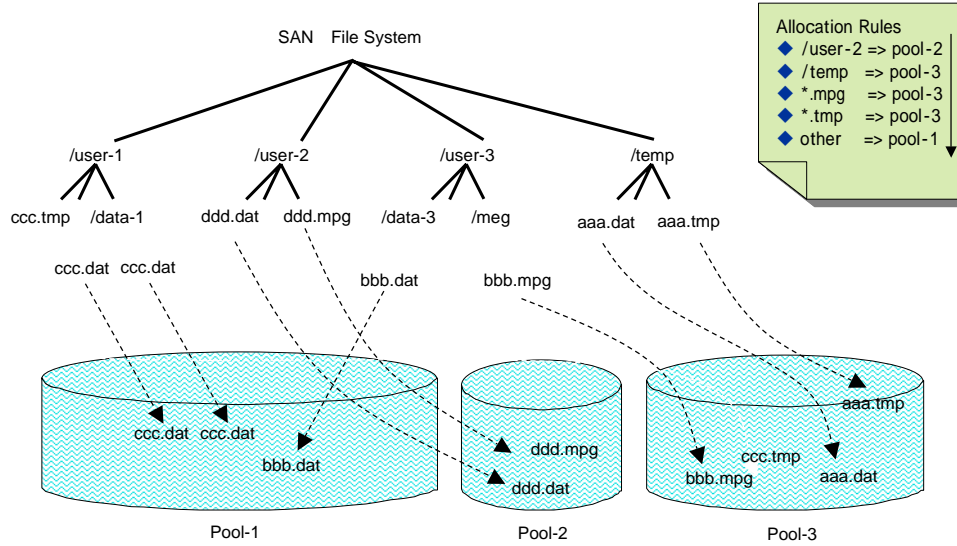 SAN File System
Allocation Rules
/user-2 => pool-2
/temp => pool-3
*.mpg => pool-3
*.tmp => pool-3
other => pool-1
/user-1 /user-2 /user-3 /temp
ccc.tmp /data-1 ddd.dat ddd.mpg /data-3 /meg aaa.dat aaa.tmp
ccc.dat ccc.dat bbb.dat bbb.mpg
aaa.tmp
ccc.dat ccc.dat
bbb.dat
ddd.mpg
ddd.dat
ccc.tmp
bbb.mpg aaa.dat
Pool-1 Pool-2 Pool-3